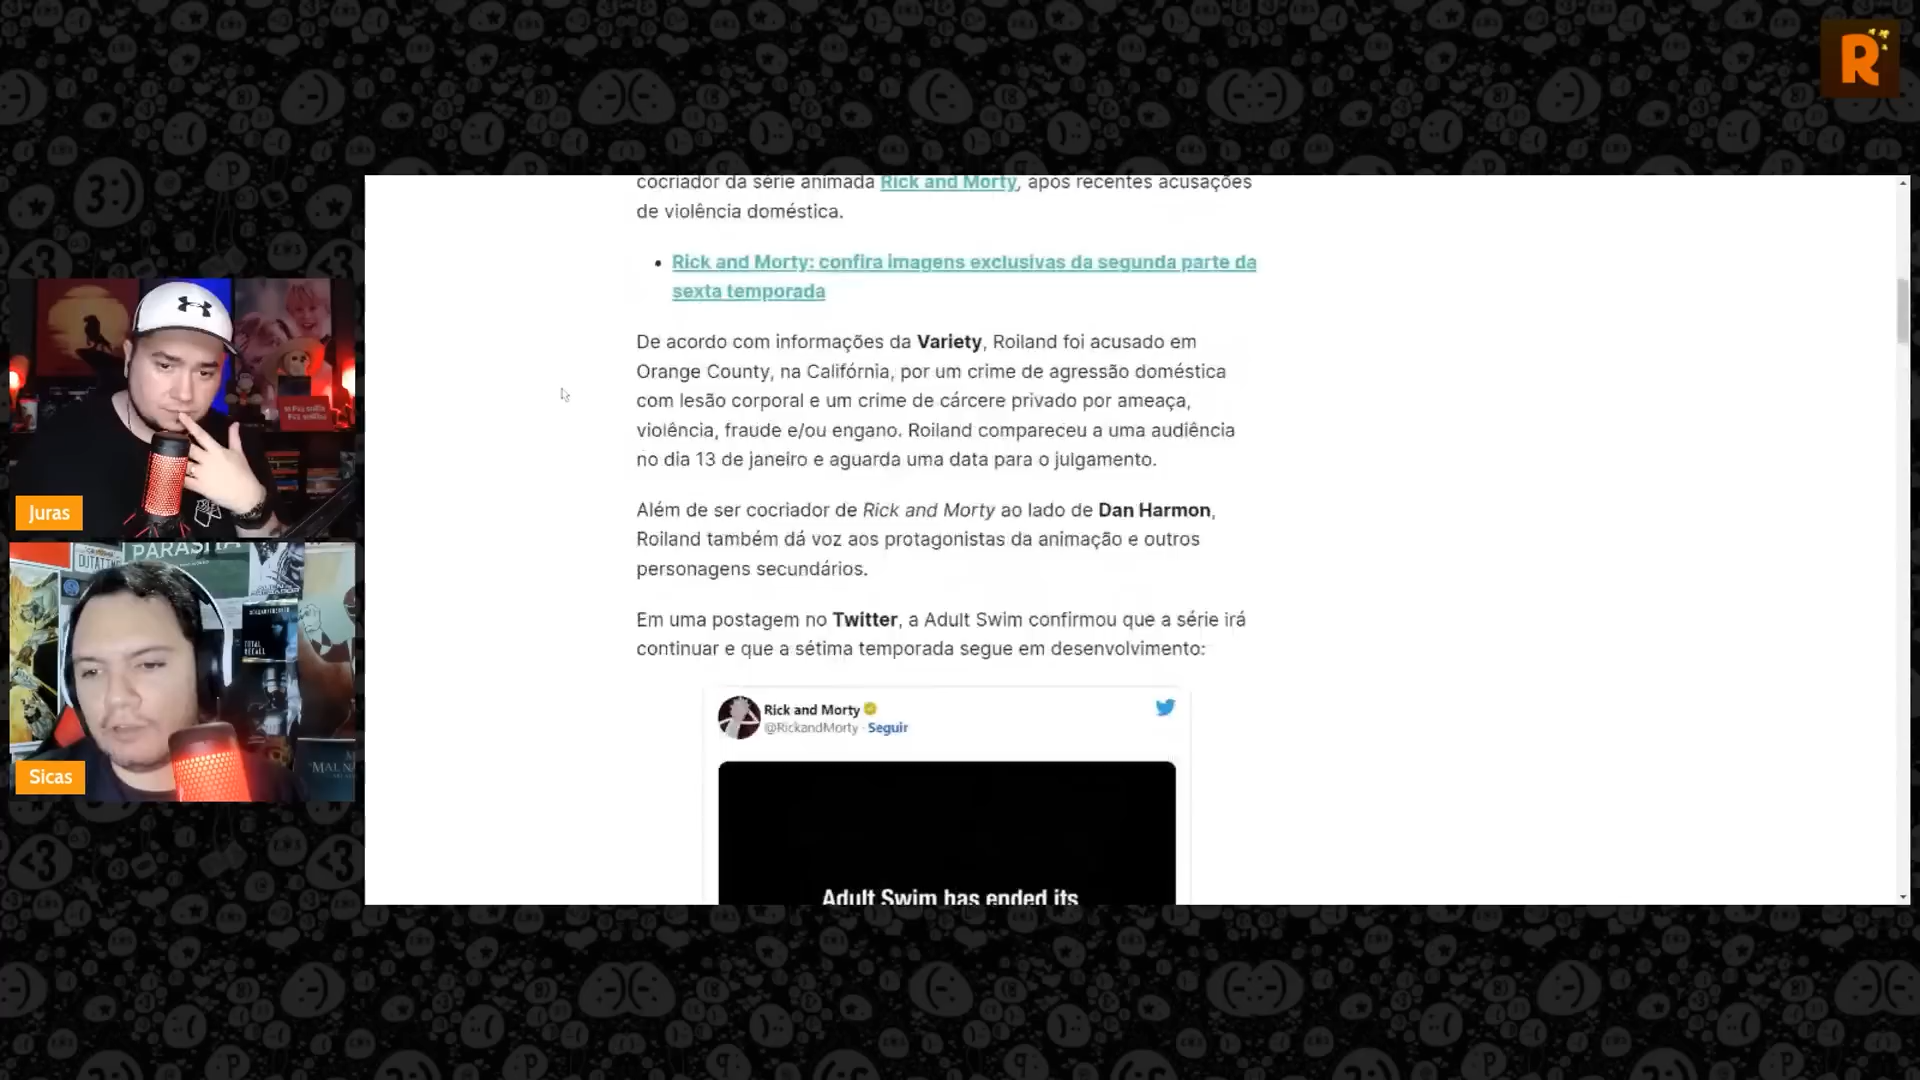 R
cocriador da série animada Rick and Morty, após recentes acusações
de violência doméstica.
• Rick and Morty: confira imagens exclusivas da segunda parte da
sexta temporada
De acordo com informações da Variety, Roiland foi acusado em
Orange County, na Califórnia, por um crime de agressão doméstica
com lesão corporal e um crime de cárcere privado por ameaça,
violência, fraude e/ou engano. Roiland compareceu a uma audiência
no dia 13 de janeiro e aguarda uma data para o julgamento.
Além de ser cocriador de Rick and Morty ao lado de Dan Harmon,
Roiland também dá voz aos protagonistas da animação e outros
personagens secundários.
Em uma postagem no Twitter, a Adult Swim confirmou que a série irá
continuar e que a sétima temporada segue em desenvolvimento:
Rick and Morty
@RickandMorty · Seguir
Adult Swim has ended its
Juras
PARASITA
OUTATIME
TOTAL
RECALL
Sicas